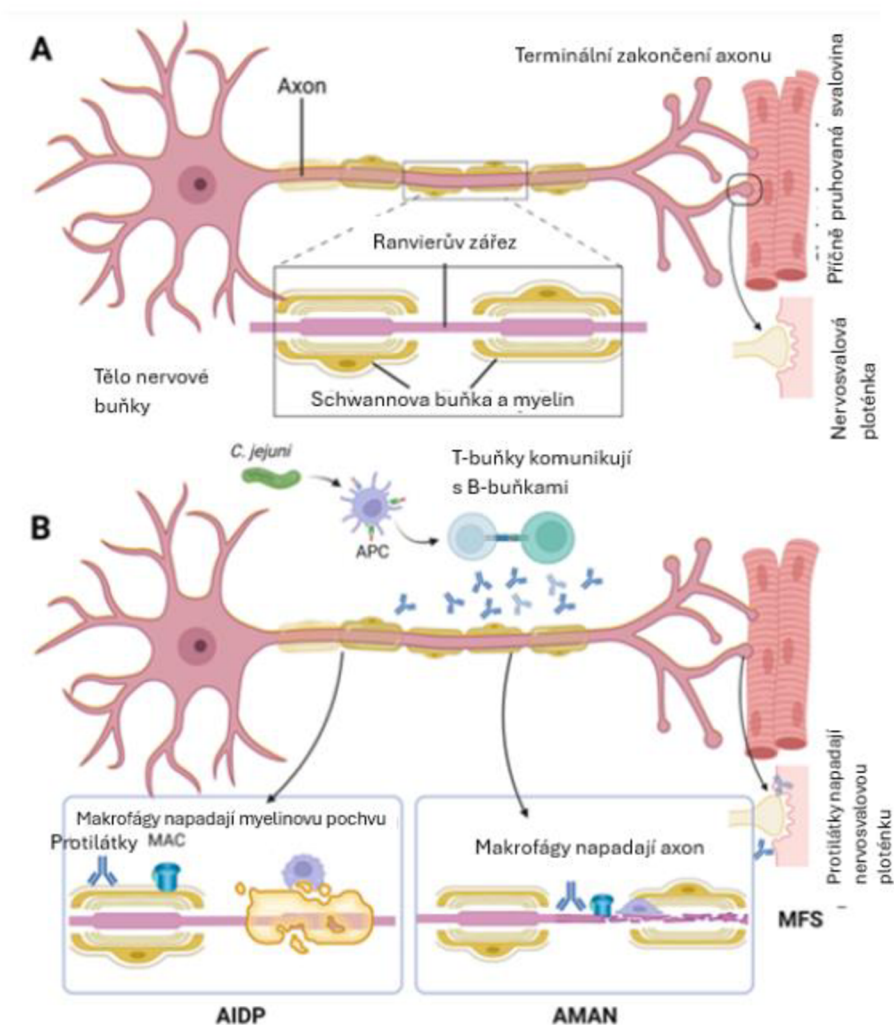 A
Terminální zakončení axonu
Axon
Příčně pruhovaná svalovina
Ranvierův zářez
Tělo nervové
buňky
Schwannova buňka a myelin
Nervosvalová
ploténka
C. jejuni
T-buňky komunikují
s B-buňkami
APC
B
Makrofágy napadají myelinovu pochvu
Protilátky MAC
Makrofágy napadají axon
Protilátky napadají
nervosvalovou
ploténku
MFS
AIDP
AMAN